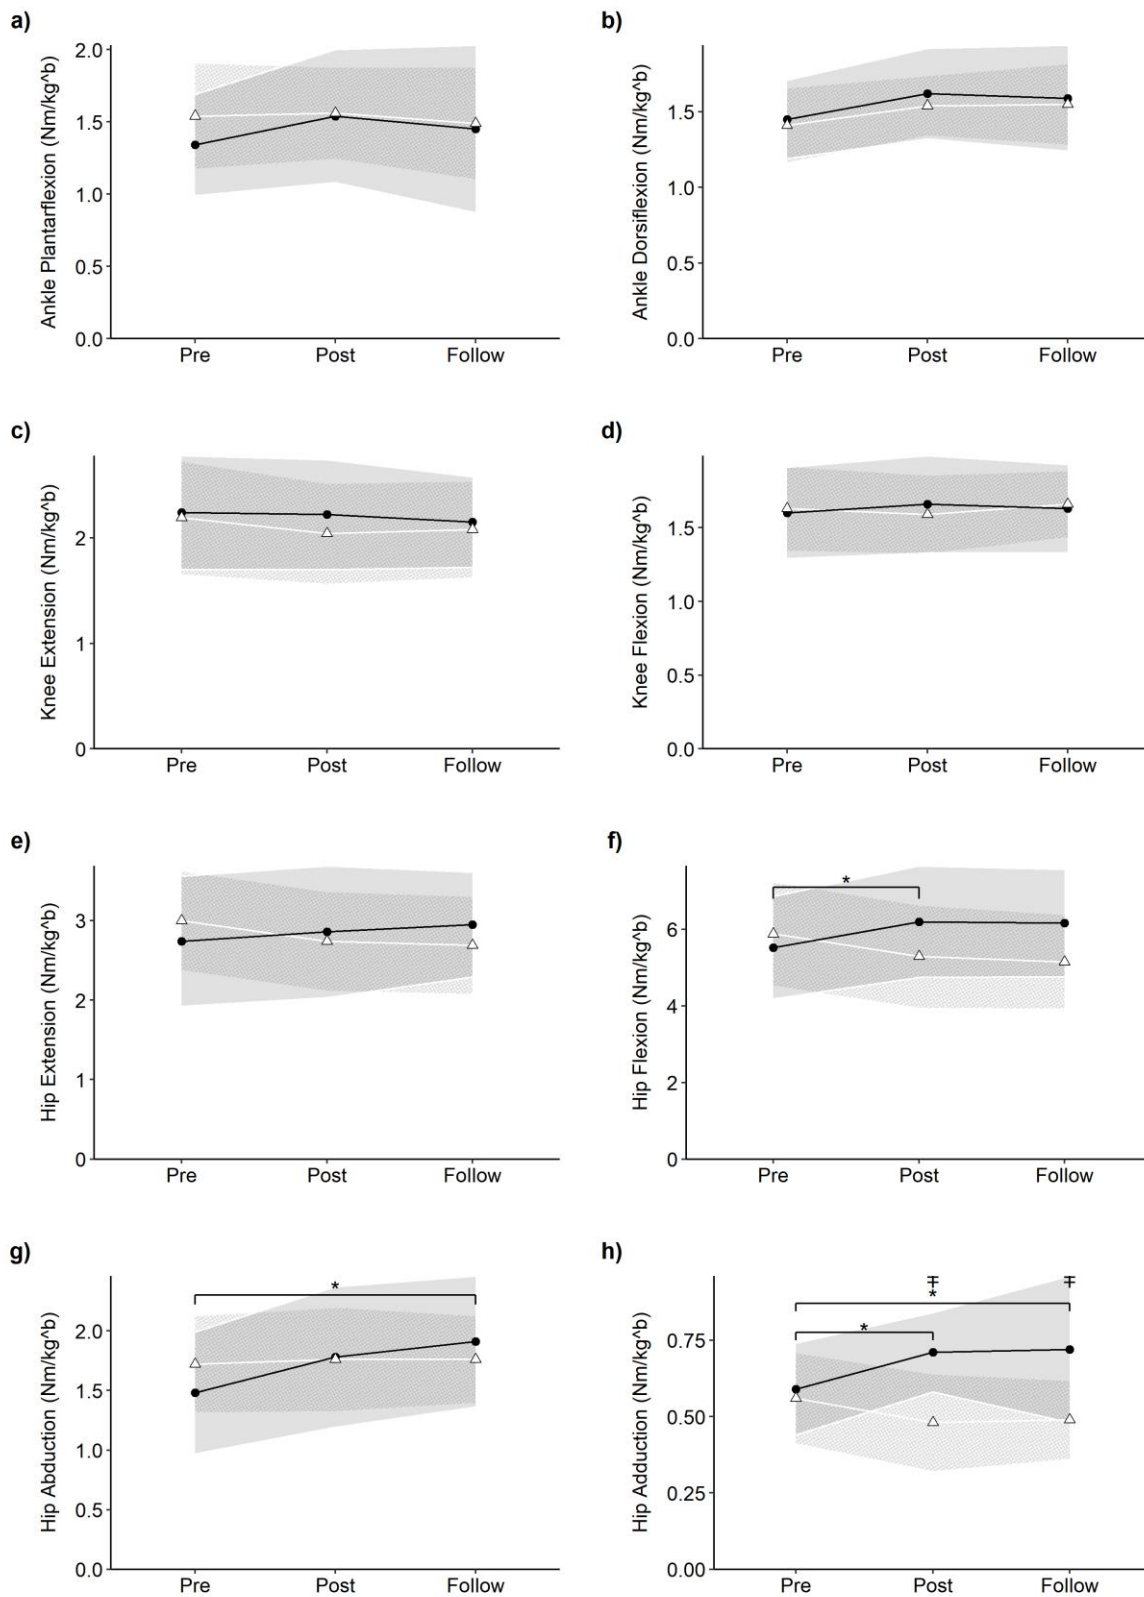 a)
Ankle Plantarflexion (Nm/kg^b)
2.0
1.5
1.0
0.5
0.0
Pre Post Follow
b)
Ankle Dorsiflexion (Nm/kg^b)
1.5
1.0
0.5
0.0
Pre Post Follow
c)
Knee Extension (Nm/kg^b)
2
1
0
Pre Post Follow
d)
Knee Flexion (Nm/kg^b)
1.5
1.0
0.5
0.0
Pre Post Follow
e)
Hip Extension (Nm/kg^b)
3
2
1
0
Pre Post Follow
f)
Hip Flexion (Nm/kg^b)
*
6
4
2
0
Pre Post Follow
g)
Hip Abduction (Nm/kg^b)
*
2.0
1.5
1.0
0.5
0.0
Pre Post Follow
h)
Hip Adduction (Nm/kg^b)
‡ ‡
*
*
0.75
0.50
0.25
0.00
Pre Post Follow